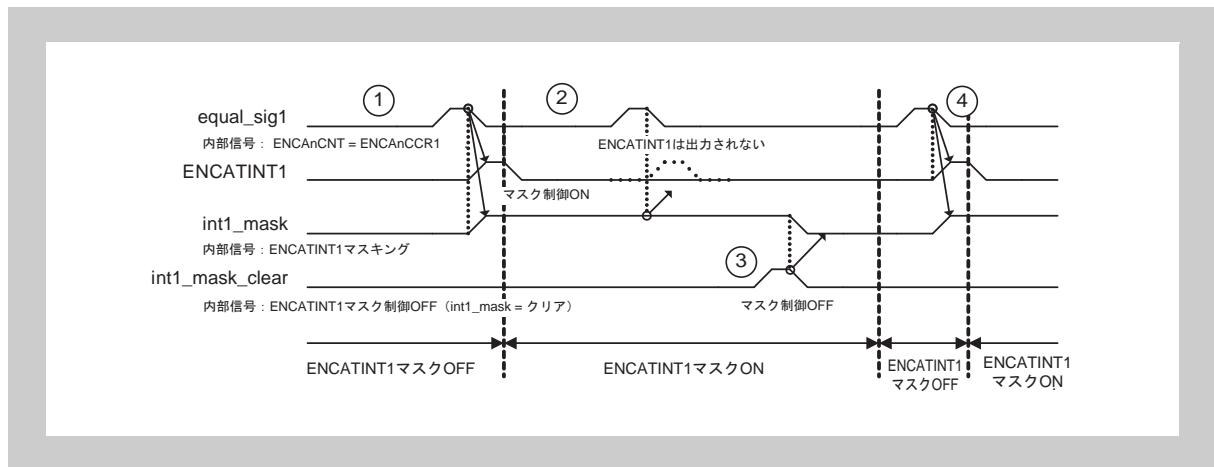 ① ② ④
equal_sig1
内部信号： ENCAnCNT = ENCAnCCR1
ENCATINT1は出力されない
ENCATINT1
マスク制御ON
int1_mask
内部信号：ENCATINT1マスキング
③
int1_mask_clear
内部信号：ENCATINT1マスク制御OFF（int1_mask = クリア）
マスク制御OFF
ENCATINT1マスクOFF
ENCATINT1マスクON
ENCATINT1
マスクOFF
ENCATINT1
マスクON